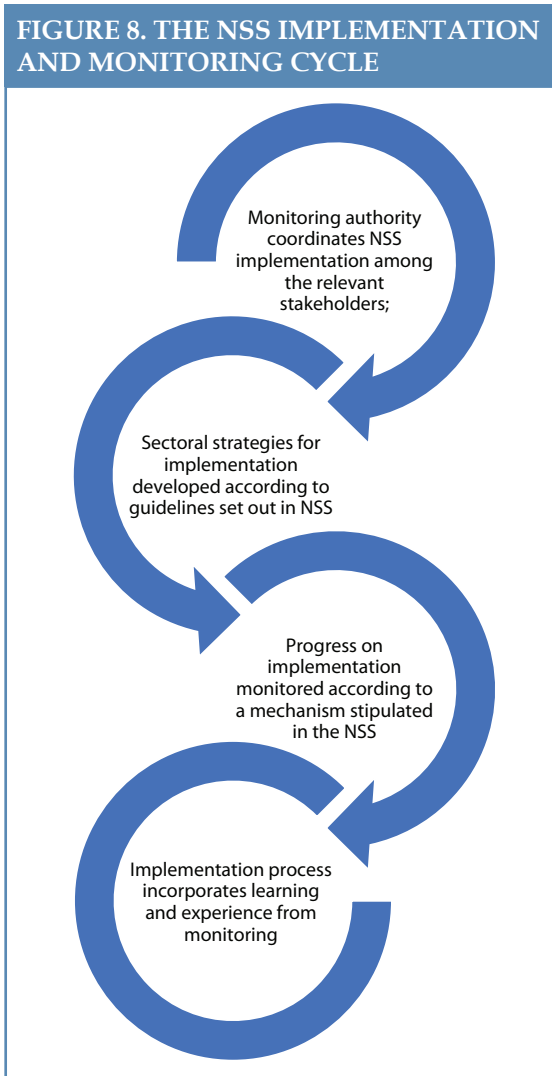 FIGURE 8. THE NSS IMPLEMENTATION
AND MONITORING CYCLE
Monitoring authority
coordinates NSS
implementation among
the relevant
stakeholders;
Sectoral strategies for
implementation
developed according to
guidelines set out in NSS
Progress on
implementation
monitored according to
a mechanism stipulated
in the NSS
Implementation process
incorporates learning
and experience from
monitoring